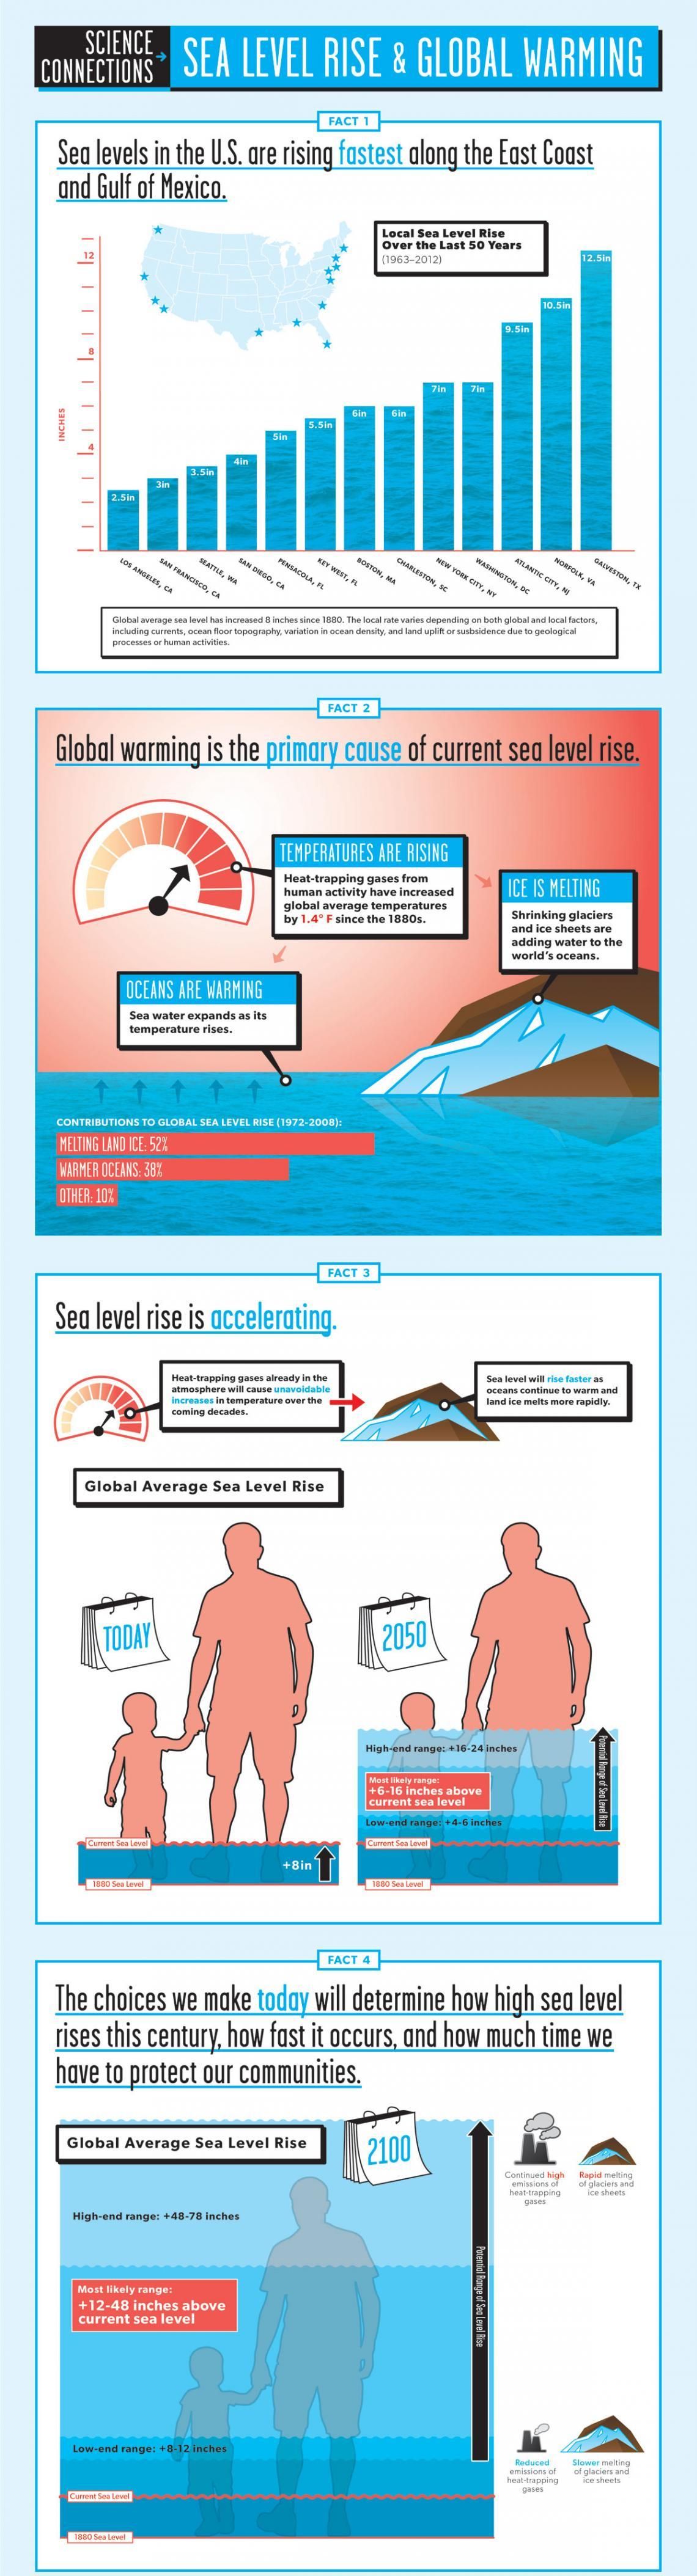 SCIENCE
CONNECTIONS
SEA LEVEL RISE & GLOBAL WARMING
FACT 1
Sea levels in the U.S. are rising fastest along the East Coast
and Gulf of Mexico.
Local Sea Level Rise
Over the Last 50 Years
(1963–2012)
INCHES
12
8
4
2.5in
3in
3.5in
4in
5in
5.5in
6in
6in
7in
7in
9.5in
10.5in
12.5in
LOS ANGELES, CA
SAN FRANCISCO, CA
SEATTLE, WA
SAN DIEGO, CA
PENSACOLA, FL
KEY WEST, FL
BOSTON, MA
CHARLESTON, SC
NEW YORK CITY, NY
WASHINGTON, DC
ATLANTIC CITY, NJ
NORFOLK, VA
GALVESTON, TX
Global average sea level has increased 8 inches since 1880. The local rate varies depending on both global and local factors,
including currents, ocean floor topography, variation in ocean density, and land uplift or susbsidence due to geological
processes or human activities.
FACT 2
Global warming is the primary cause of current sea level rise.
TEMPERATURES ARE RISING
Heat-trapping gases from
human activity have increased
global average temperatures
by 1.4° F since the 1880s.
ICE IS MELTING
Shrinking glaciers
and ice sheets are
adding water to the
world's oceans.
OCEANS ARE WARMING
Sea water expands as its
temperature rises.
CONTRIBUTIONS TO GLOBAL SEA LEVEL RISE (1972-2008):
MELTING LAND ICE: 52%
WARMER OCEANS: 38%
OTHER: 10%
FACT 3
Sea level rise is accelerating.
Heat-trapping gases already in the
atmosphere will cause unavoidable
increases in temperature over the
coming decades.
Sea level will rise faster as
oceans continue to warm and
land ice melts more rapidly.
Global Average Sea Level Rise
TODAY
Current Sea Level
+8in
1880 Sea Level
2050
High-end range: +16-24 inches
Most likely range:
+6-16 inches above
current sea level
Low-end range: +4-6 inches
Potential Range of Sea Level Rise
Current Sea Level
1880 Sea Level
FACT 4
The choices we make today will determine how high sea level
rises this century, how fast it occurs, and how much time we
have to protect our communities.
Global Average Sea Level Rise
2100
High-end range: +48-78 inches
Most likely range:
+12-48 inches above
current sea level
Low-end range: +8-12 inches
Current Sea Level
1880 Sea Level
Potential Range of Sea Level Rise
Continued high
emissions of
heat-trapping
gases
Rapid melting
of glaciers and
ice sheets
Reduced
emissions of
heat-trapping
gases
Slower melting
of glaciers and
ice sheets